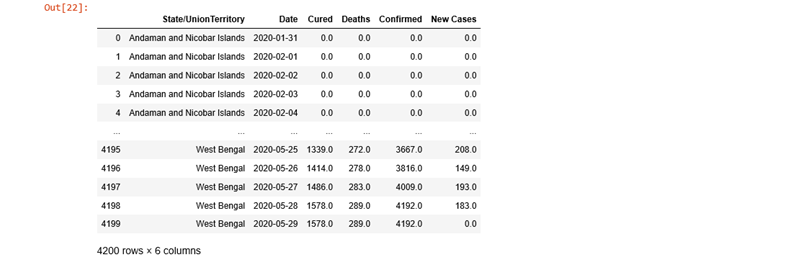 Out[22]:
State/UnionTerritory Date Cured Deaths Confirmed New Cases
0 Andaman and Nicobar Islands 2020-01-31 0.0 0.0 0.0 0.0
1 Andaman and Nicobar Islands 2020-02-01 0.0 0.0 0.0 0.0
2 Andaman and Nicobar Islands 2020-02-02 0.0 0.0 0.0 0.0
3 Andaman and Nicobar Islands 2020-02-03 0.0 0.0 0.0 0.0
4 Andaman and Nicobar Islands 2020-02-04 0.0 0.0 0.0 0.0
... ... ... ... ... ... ...
4195 West Bengal 2020-05-25 1339.0 272.0 3667.0 208.0
4196 West Bengal 2020-05-26 1414.0 278.0 3816.0 149.0
4197 West Bengal 2020-05-27 1486.0 283.0 4009.0 193.0
4198 West Bengal 2020-05-28 1578.0 289.0 4192.0 183.0
4199 West Bengal 2020-05-29 1578.0 289.0 4192.0 0.0
4200 rows × 6 columns